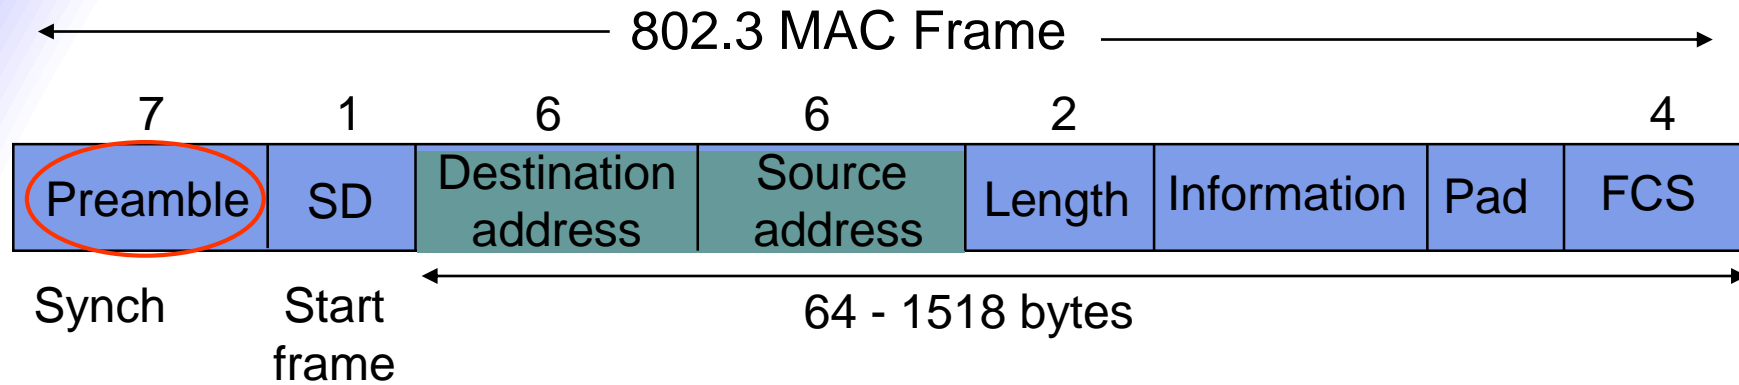 802.3 MAC Frame
7 1 6 6 2 4
Preamble SD Destination address Source address Length Information Pad FCS
Synch Start frame 64 - 1518 bytes